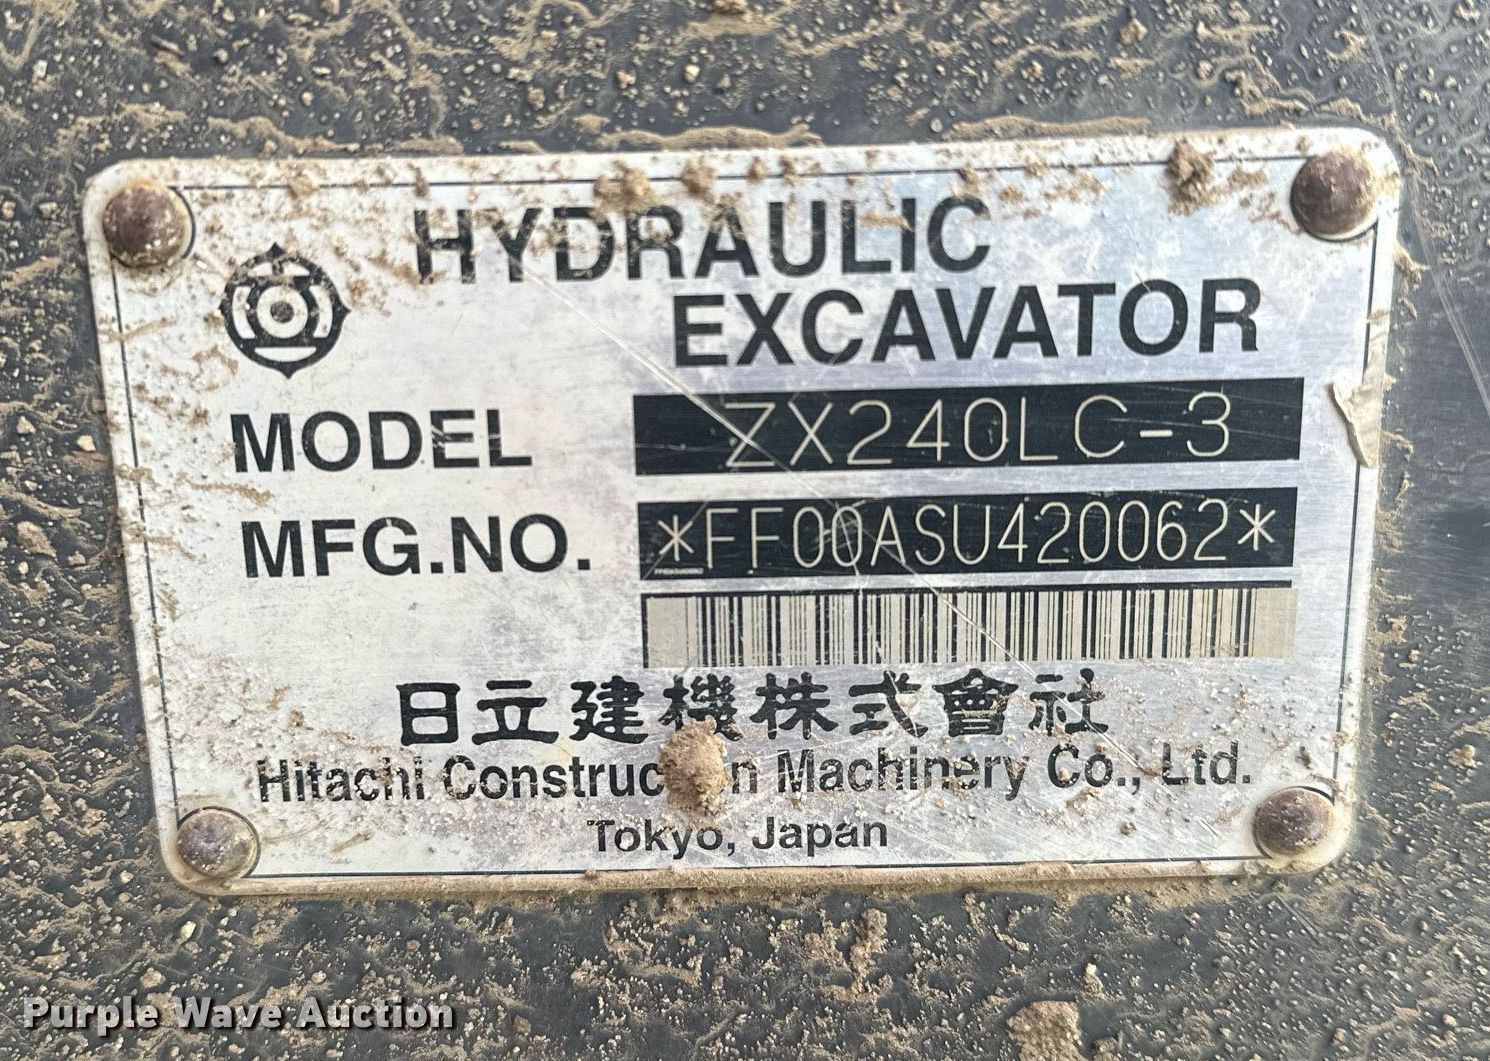 HYDRAULIC
EXCAVATOR
MODEL ZX240LC-3
MFG.NO. *FF00ASU420062*
日立建機株式會社
Hitachi Construction Machinery Co., Ltd.
Tokyo, Japan
Purple Wave Auction